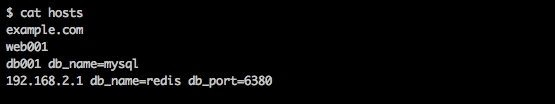 $ cat hosts
example.com
web001
db001 db_name=mysql
192.168.2.1 db_name=redis db_port=6380